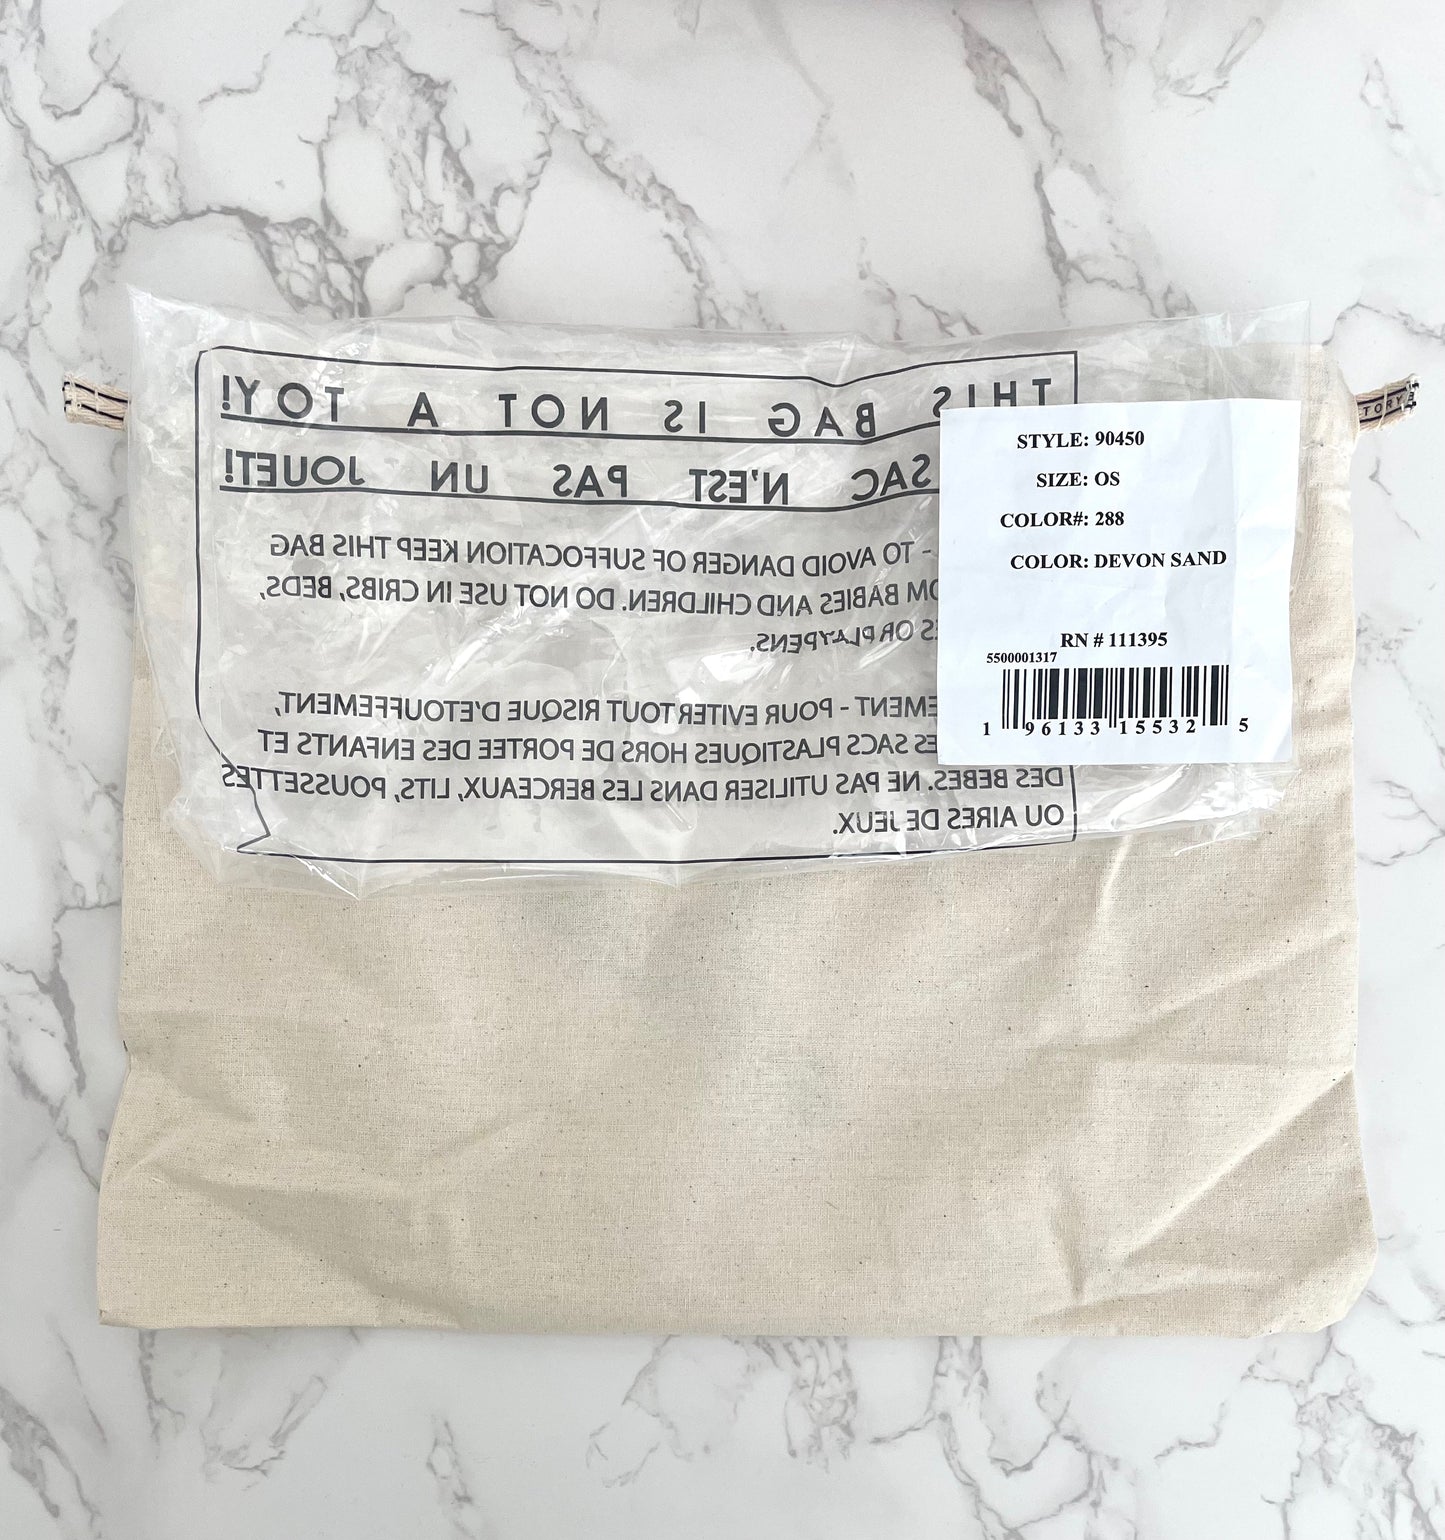 THIS BAG IS NOT A TOY!
SAC N'EST PAS UN JOUET!
- TO AVOID DANGER OF SUFFOCATION KEEP THIS BAG
BABIES AND CHILDREN. DO NOT USE IN CRIBS, BEDS,
OR PLAYPENS.
- POUR EVITER TOUT RISQUE D'ETOUFFEMENT,
SACS PLASTIQUES HORS DE PORTEE DES ENFANTS ET
DES BEBES. NE PAS UTILISER DANS LES BERCEAUX, LITS, POUSSETTES
OU AIRES DE JEUX.
STYLE: 90450
SIZE: OS
COLOR#: 288
COLOR: DEVON SAND
RN # 111395
5500001317
1 96133 15532 5